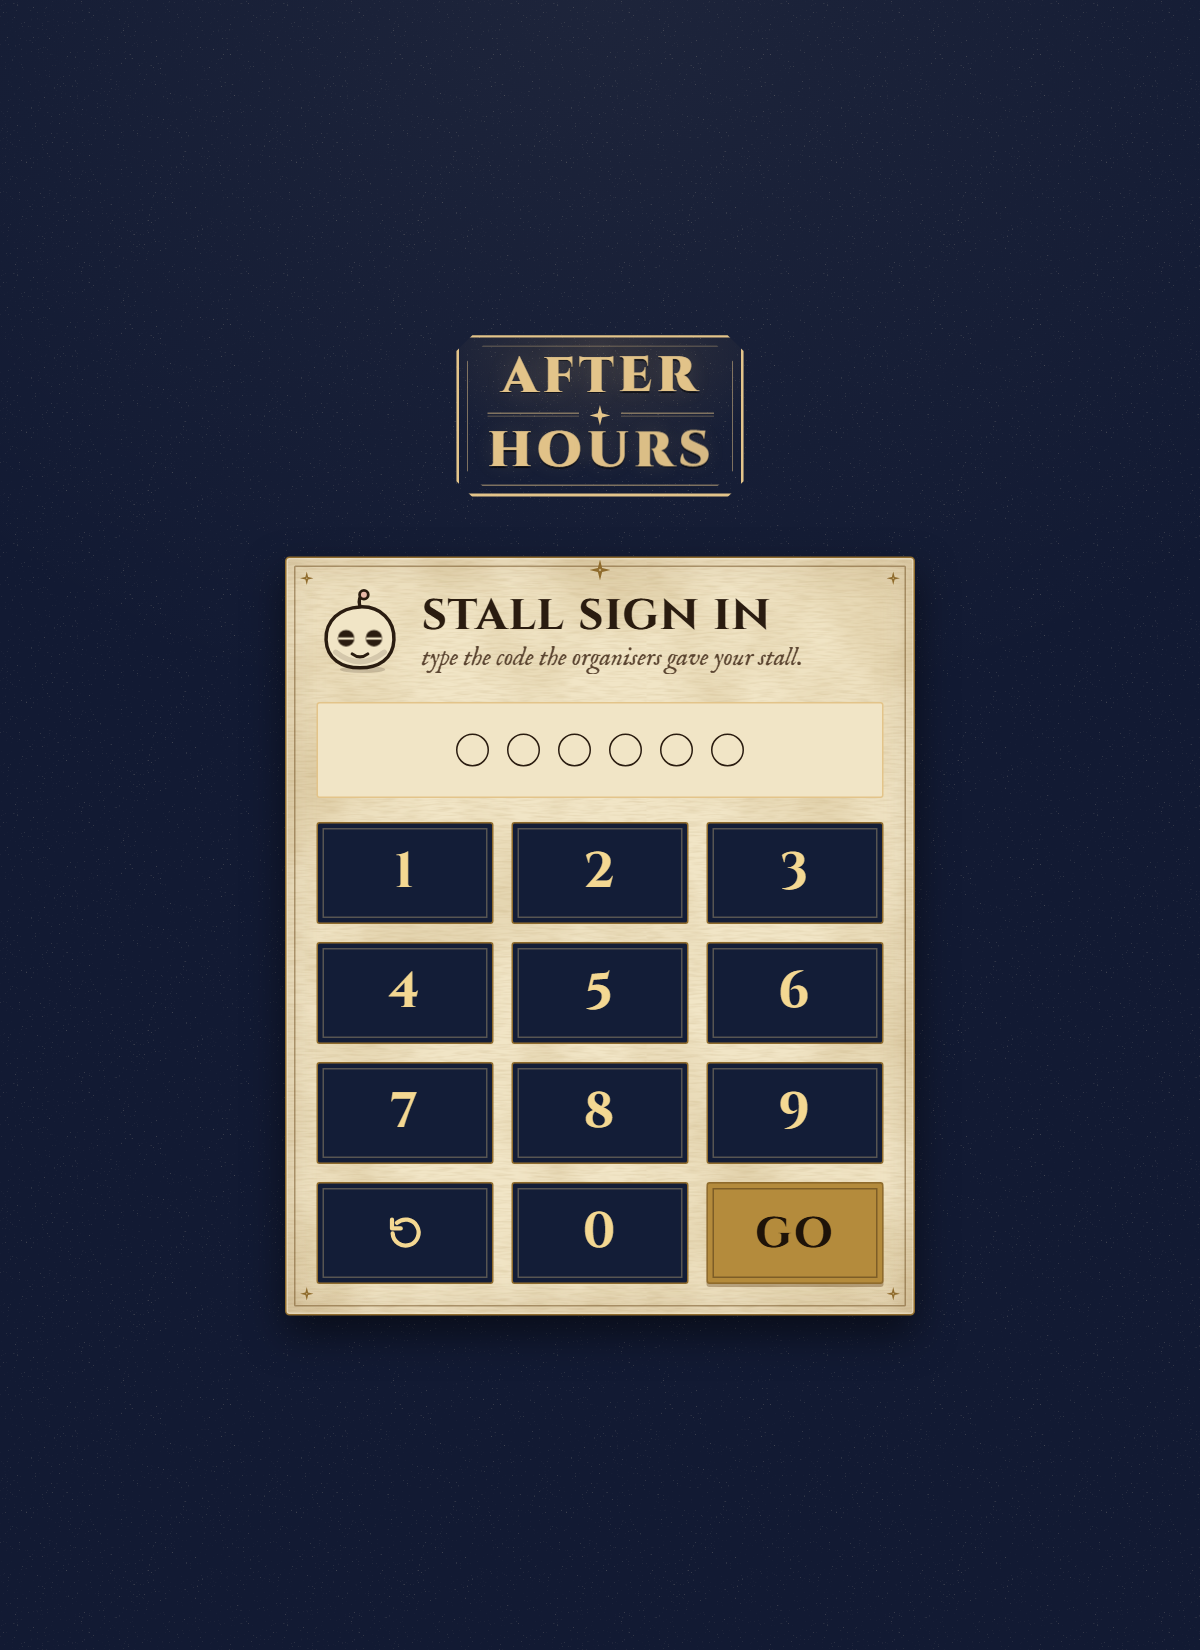 AFTER
HOURS
STALL SIGN IN
type the code the organisers gave your stall.
1 2 3
4 5 6
7 8 9
0 GO